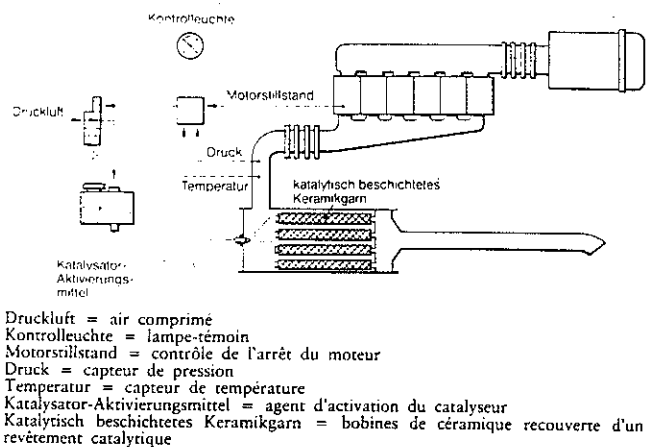 Kontrolleuchte
Motorstillstand
Druckluft
Druck
Temperatur
katalytisch beschichtetes
Keramikgarn
Katalysator-
Aktivierungs-
mittel
Druckluft = air comprimé
Kontrolleuchte = lampe-témoin
Motorstillstand = contrôle de l'arrêt du moteur
Druck = capteur de pression
Temperatur = capteur de température
Katalysator-Aktivierungsmittel = agent d'activation du catalyseur
Katalytisch beschichtetes Keramikgarn = bobines de céramique recouverte d'un
revêtement catalytique